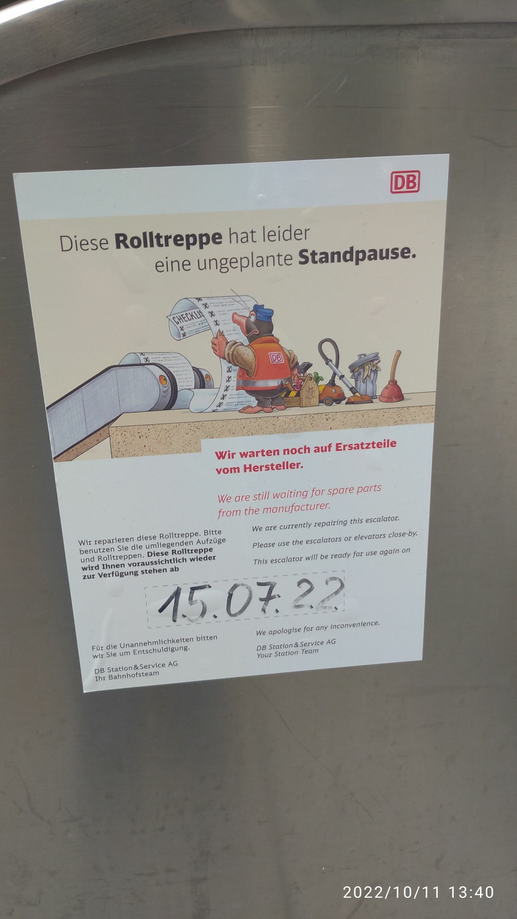 DB
Diese Rolltreppe hat leider
eine ungeplante Standpause.
CHECKLIS
DB
Wir warten noch auf Ersatzteile
vom Hersteller.
We are still waiting for spare parts
from the manufacturer.
Wir reparieren diese Rolltreppe. Bitte
benutzen Sie die umliegenden Aufzüge
und Rolltreppen. Diese Rolltreppe
wird Ihnen voraussichtlich wieder
zur Verfügung stehen ab
We are currently repairing this escalator.
Please use the escalators or elevators close-by.
This escalator will be ready for use again on
15.07.22
Für die Unannehmlichkeiten bitten
wir Sie um Entschuldigung.
DB Station&Service AG
Ihr Bahnhofsteam
We apologise for any inconvenience.
DB Station&Service AG
Your Station Team
2022/10/11 13:40